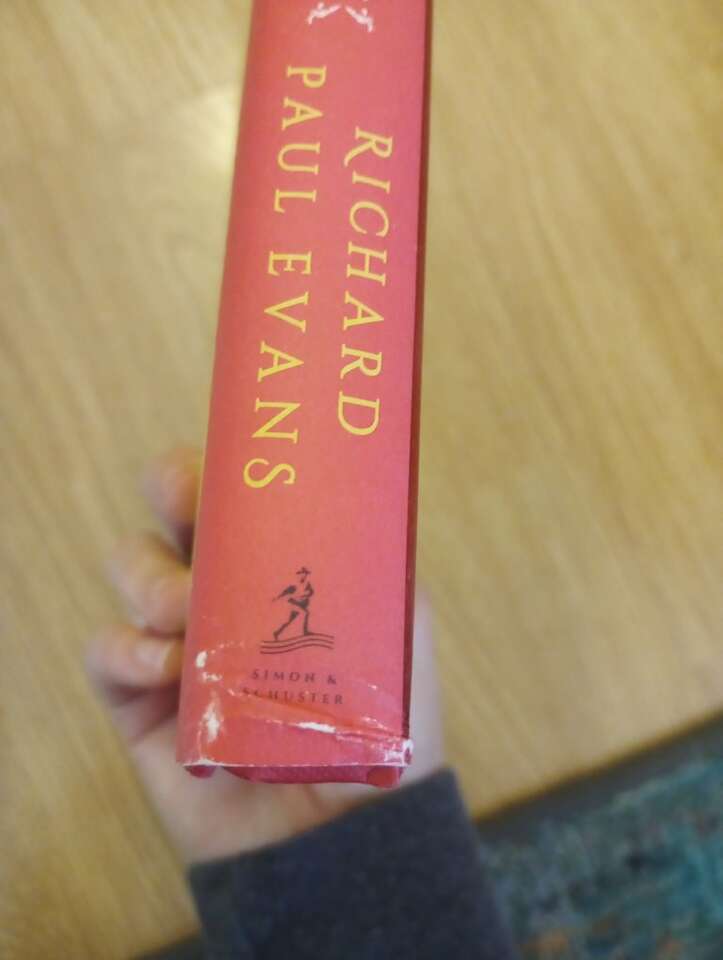 RICHARD
PAUL EVANS
SIMON &
SCHUSTER